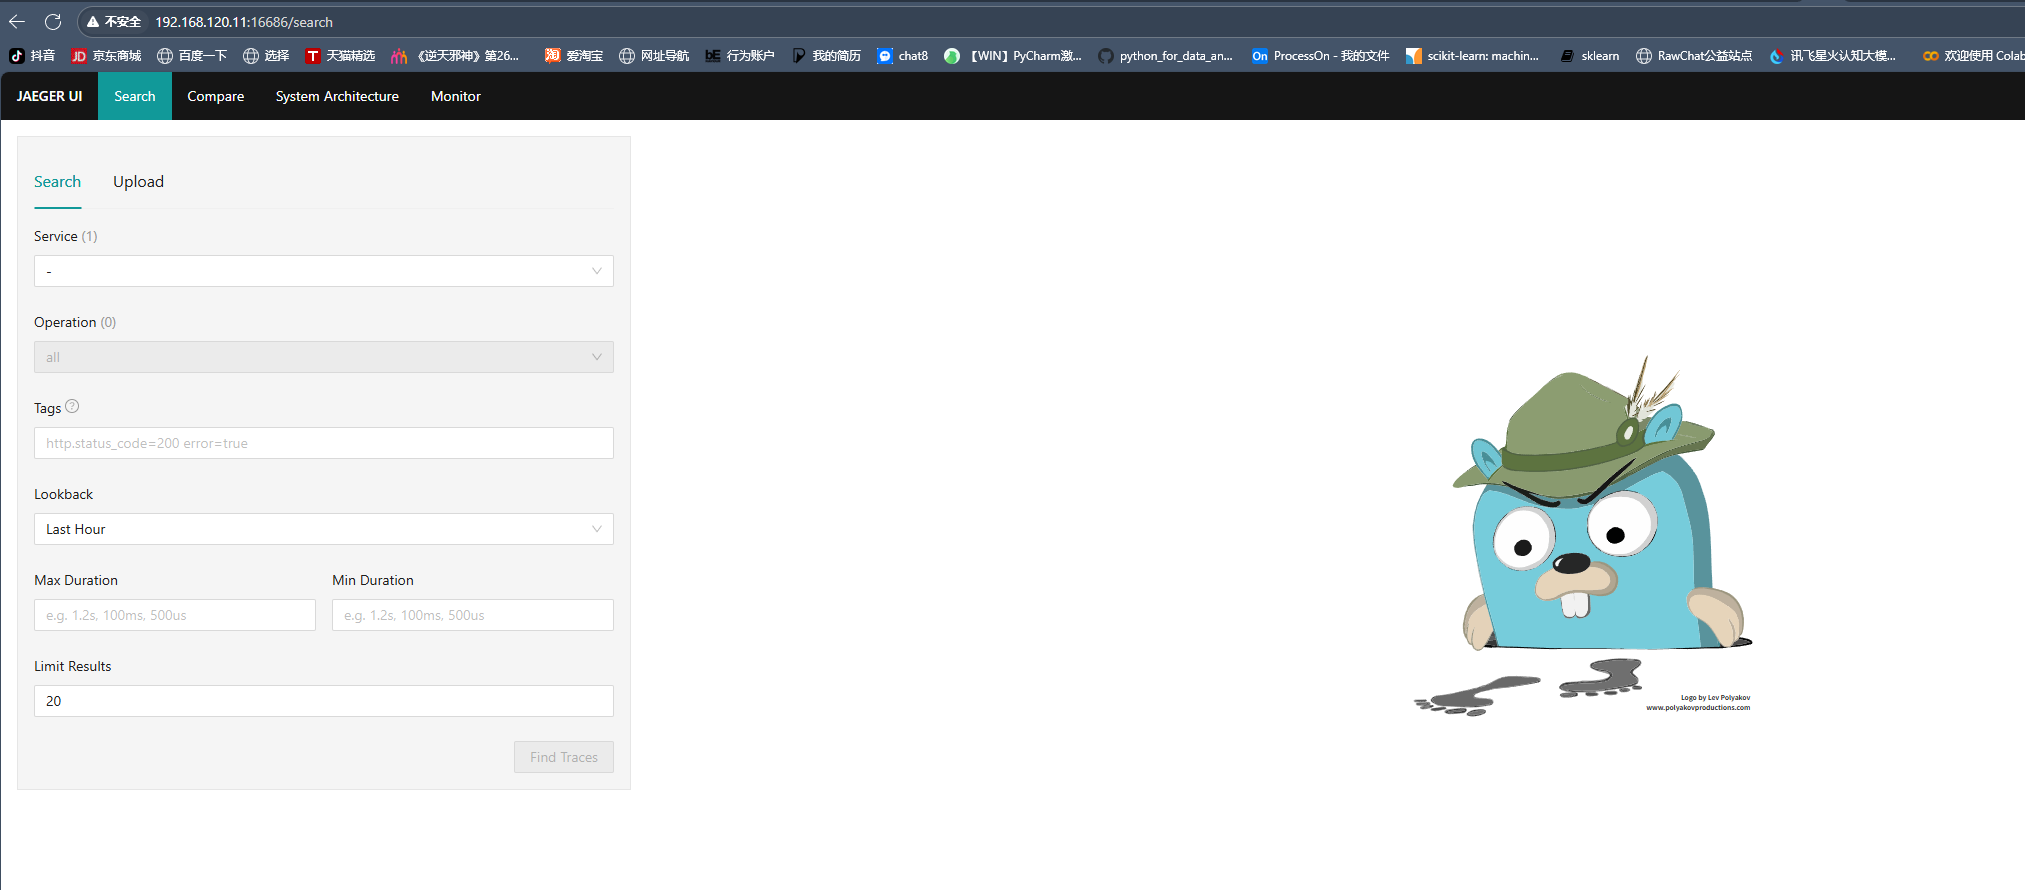 不安全 192.168.120.11:16686/search
抖音 京东商城 百度一下 选择 天猫精选 《逆天邪神》第26... 爱淘宝 网址导航 行为账户 我的简历 chat8 【WIN】PyCharm激... python_for_data_an... ProcessOn - 我的文件 scikit-learn: machin... sklearn RawChat公益站点 讯飞星火认知大模... 欢迎使用 Colab
JAEGER UI Search Compare System Architecture Monitor
Search Upload
Service (1)
-
Operation (0)
all
Tags
http.status_code=200 error=true
Lookback
Last Hour
Max Duration Min Duration
e.g. 1.2s, 100ms, 500us e.g. 1.2s, 100ms, 500us
Limit Results
20
Find Traces
Logo by Lev Polyakov
www.polyakovproductions.com